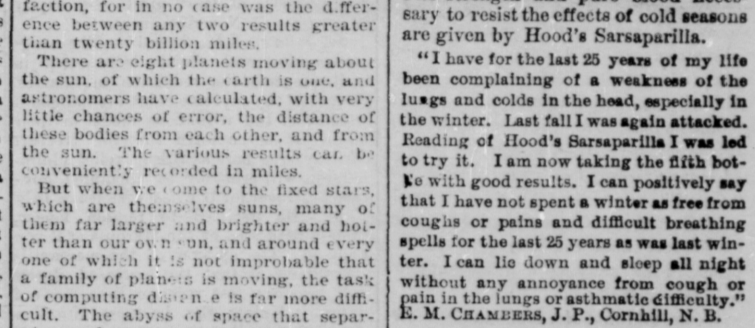 faction, for in no case was the differ-
ence between any two results greater
than twenty billion miles.
There are eight planets moving about
the sun, of which the earth is one, and
astronomers have calculated, with very
little chances of error, the distance of
these bodies from each other, and from
the sun. The various results can be
conveniently recorded in miles.
But when we come to the fixed stars,
which are themselves suns, many of
them far larger and brighter and hot-
ter than our own sun, and around every
one of which it is not improbable that
a family of planets is moving, the task
of computing distance is far more diffi-
cult. The abyss of space that separ-
sary to resist the effects of cold seasons
are given by Hood's Sarsaparilla.
"I have for the last 25 years of my life
been complaining of a weakness of the
lungs and colds in the head, especially in
the winter. Last fall I was again attacked.
Reading of Hood's Sarsaparilla I was led
to try it. I am now taking the fifth bot-
tle with good results. I can positively say
that I have not spent a winter as free from
coughs or pains and difficult breathing
spells for the last 25 years as was last win-
ter. I can lie down and sleep all night
without any annoyance from cough or
pain in the lungs or asthmatic difficulty."
E. M. CHAMBERS, J. P., Cornhill, N. B.